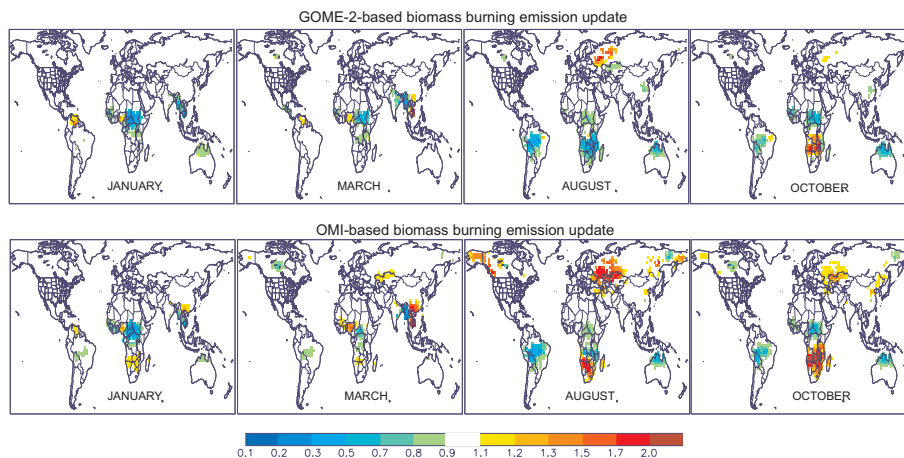 GOME-2-based biomass burning emission update
JANUARY
MARCH
AUGUST
OCTOBER
OMI-based biomass burning emission update
JANUARY
MARCH
AUGUST
OCTOBER
0.1 0.2 0.3 0.5 0.7 0.8 0.9 1.1 1.2 1.3 1.5 1.7 2.0